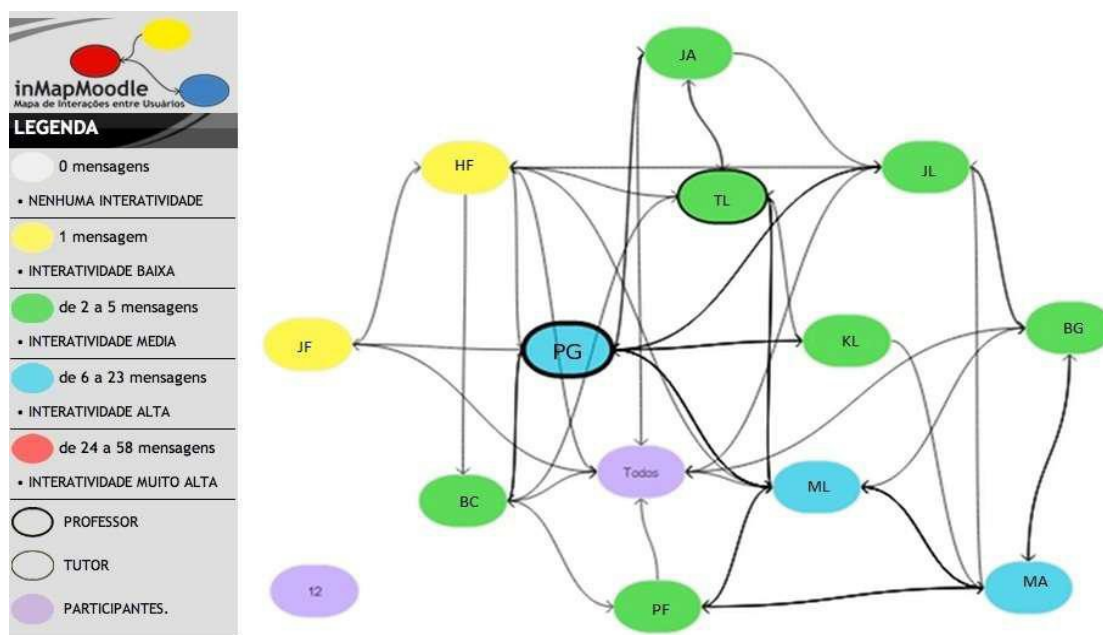 inMapMoodle
Mapa de Interações entre Usuários
LEGENDA
0 mensagens
• NENHUMA INTERATIVIDADE
1 mensagem
• INTERATIVIDADE BAIXA
de 2 a 5 mensagens
• INTERATIVIDADE MEDIA
de 6 a 23 mensagens
• INTERATIVIDADE ALTA
de 24 a 58 mensagens
• INTERATIVIDADE MUITO ALTA
PROFESSOR
TUTOR
PARTICIPANTES.
JA
HF
JL
TL
BG
KL
JF
PG
Todos
BC
ML
MA
12
PF